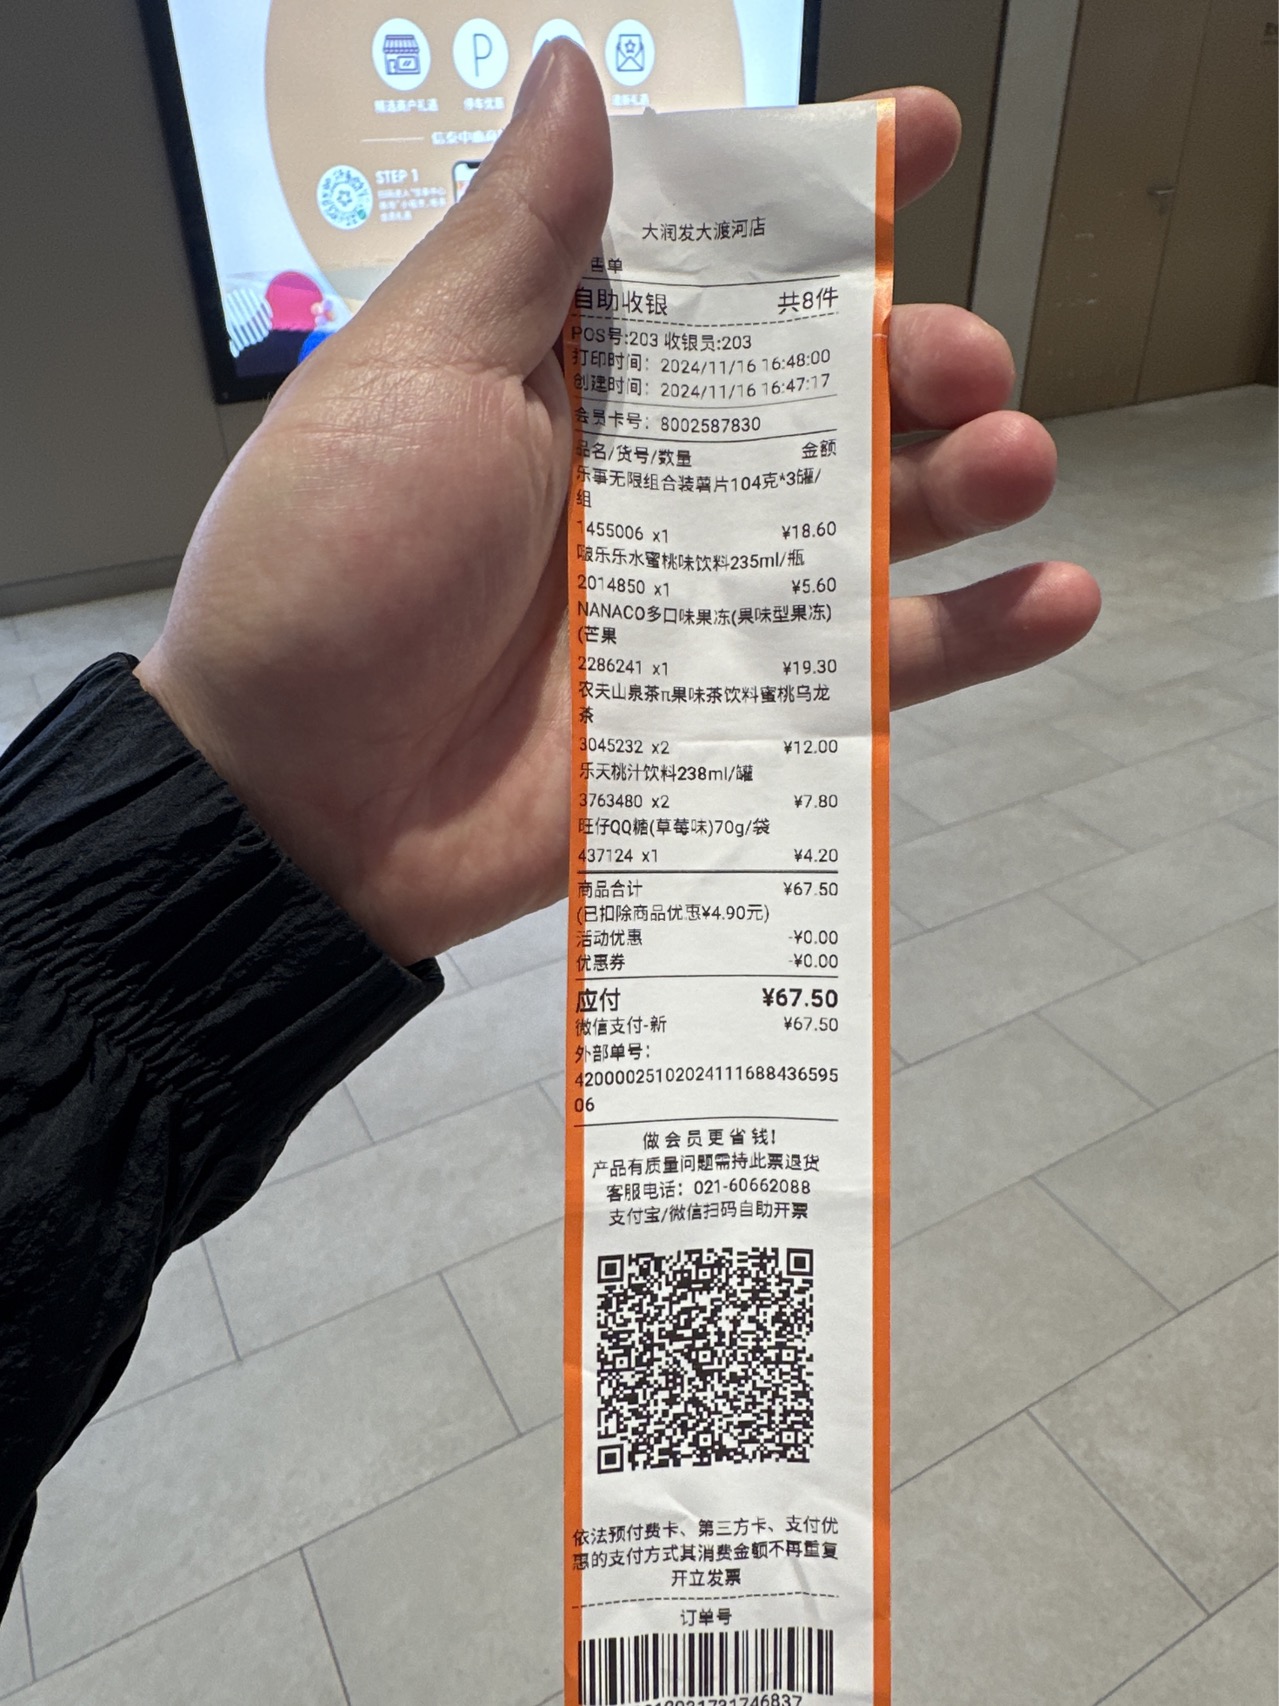 P
精选商户礼遇
停车优惠
STEP 1
大润发大渡河店
售单
自助收银 共8件
POS号:203 收银员:203
打印时间：2024/11/16 16:48:00
创建时间：2024/11/16 16:47:17
会员卡号：8002587830
品名/货号/数量 金额
乐事无限组合装薯片104克*3罐/
组
1455006 x1 ¥18.60
啵乐乐水蜜桃味饮料235ml/瓶
2014850 x1 ¥5.60
NANACO多口味果冻(果味型果冻)
(芒果
2286241 x1 ¥19.30
农夫山泉茶π果味茶饮料蜜桃乌龙
茶
3045232 x2 ¥12.00
乐天桃汁饮料238ml/罐
3763480 x2 ¥7.80
旺仔QQ糖(草莓味)70g/袋
437124 x1 ¥4.20
商品合计 ¥67.50
(已扣除商品优惠¥4.90元)
活动优惠 -¥0.00
优惠券 -¥0.00
应付 ¥67.50
微信支付-新 ¥67.50
外部单号：
42000025102024111688436595
06
做会员更省钱!
产品有质量问题需持此票退货
客服电话：021-60662088
支付宝/微信扫码自助开票
依法预付费卡、第三方卡、支付优
惠的支付方式其消费金额不再重复
开立发票
订单号